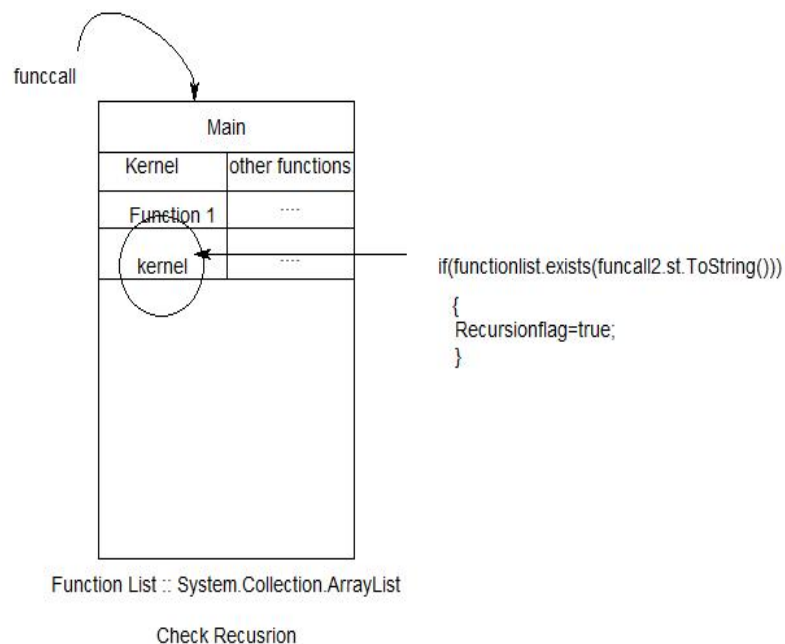 funccall
Main
Kernel other functions
Function 1 ....
kernel ....
if(functionlist.exists(funcall2.st.ToString()))
{
Recursionflag=true;
}
Function List :: System.Collection.ArrayList
Check Recusrion